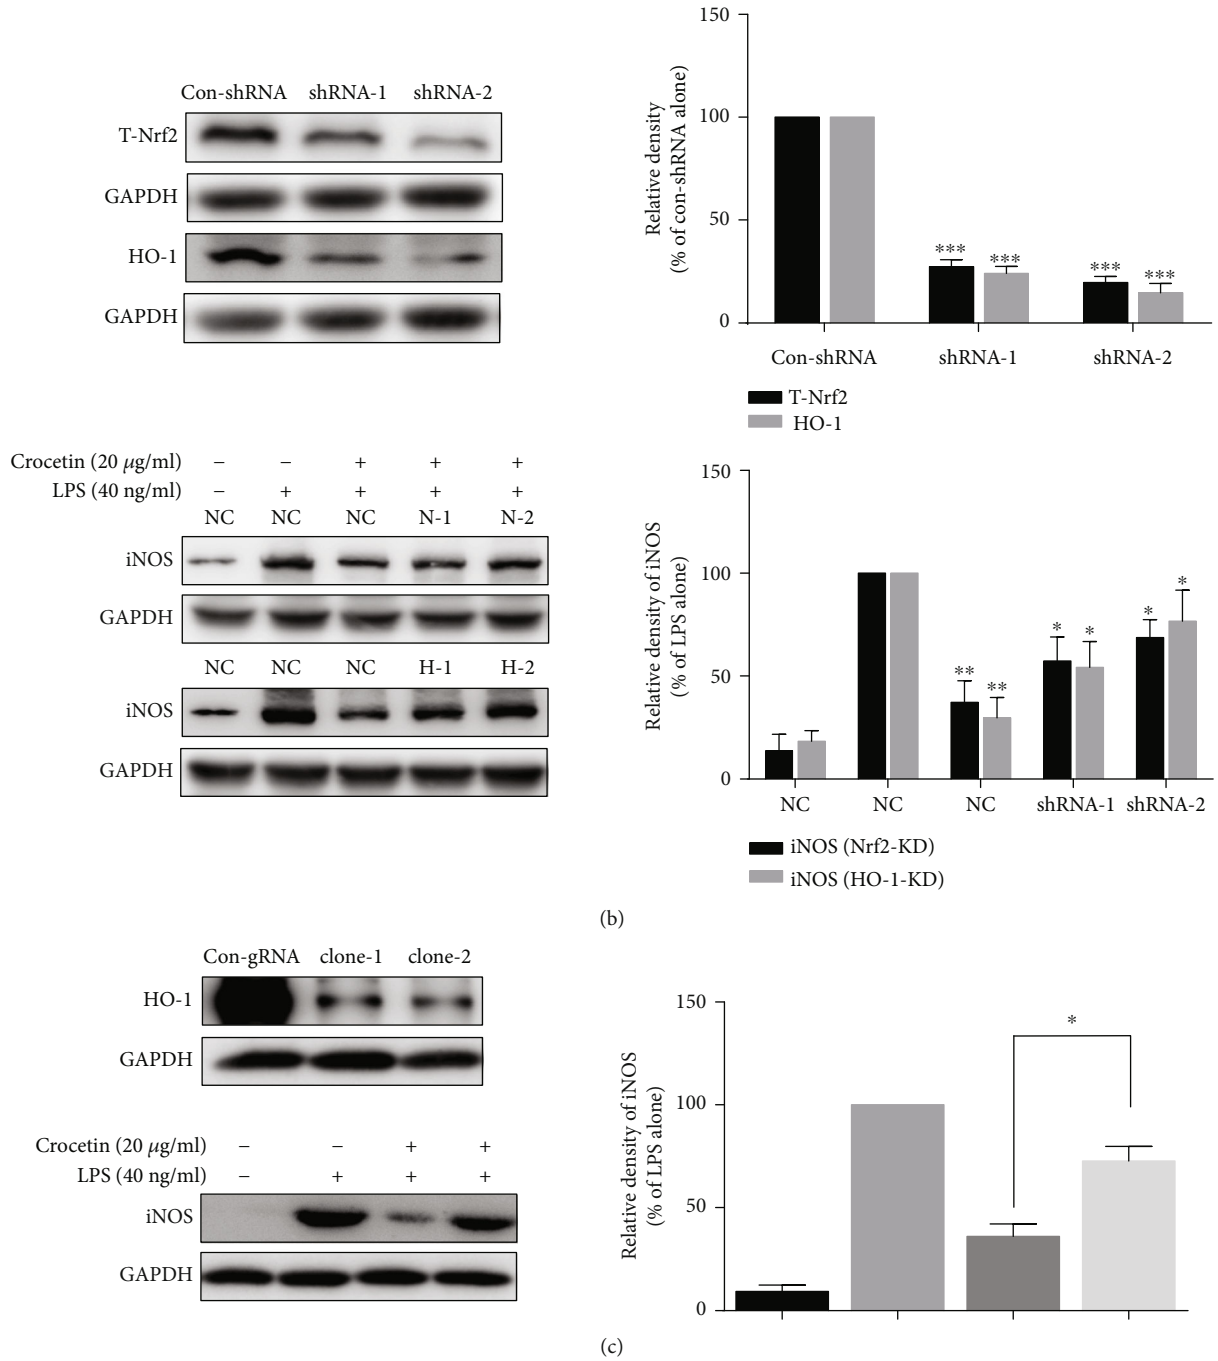 Con-shRNA shRNA-1 shRNA-2
T-Nrf2
GAPDH
HO-1
GAPDH
Relative density
(% of con-shRNA alone)
150
100
50
0
*** *** *** ***
Con-shRNA shRNA-1 shRNA-2
T-Nrf2
HO-1
Crocetin (20 μg/ml) − − + + +
LPS (40 ng/ml) − + + + +
NC NC NC N-1 N-2
iNOS
GAPDH
NC NC NC H-1 H-2
iNOS
GAPDH
Relative density of iNOS
(% of LPS alone)
150
100
50
0
** ** * * * *
NC NC NC shRNA-1 shRNA-2
iNOS (Nrf2-KD)
iNOS (HO-1-KD)
(b)
Con-gRNA clone-1 clone-2
HO-1
GAPDH
Crocetin (20 μg/ml) − − + +
LPS (40 ng/ml) − + + +
iNOS
GAPDH
Relative density of iNOS
(% of LPS alone)
150
100
50
0
*
(c)